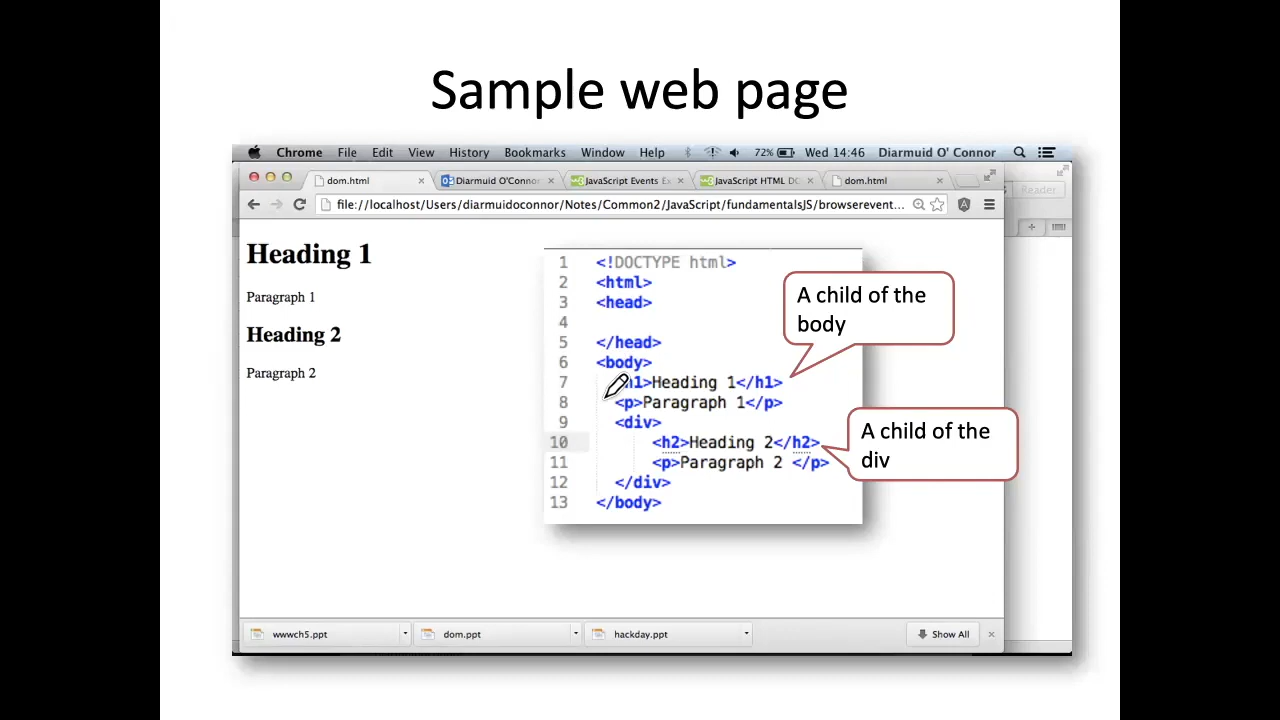 Sample web page
Chrome File Edit View History Bookmarks Window Help 72% Wed 14:46 Diarmuid O' Connor
dom.html Diarmuid O'Connor JavaScript Events Ex JavaScript HTML DO dom.html
Reader
file://localhost/Users/diarmuidoconnor/Notes/Common2/JavaScript/fundamentalsJS/browserevent...
Heading 1
Paragraph 1
Heading 2
Paragraph 2
1 <!DOCTYPE html>
2 <html>
3 <head>
4
5 </head>
6 <body>
7 h1>Heading 1</h1>
8 <p>Paragraph 1</p>
9 <div>
10 <h2>Heading 2</h2>
11 <p>Paragraph 2 </p>
12 </div>
13 </body>
A child of the
body
A child of the
div
wwwch5.ppt dom.ppt hackday.ppt Show All